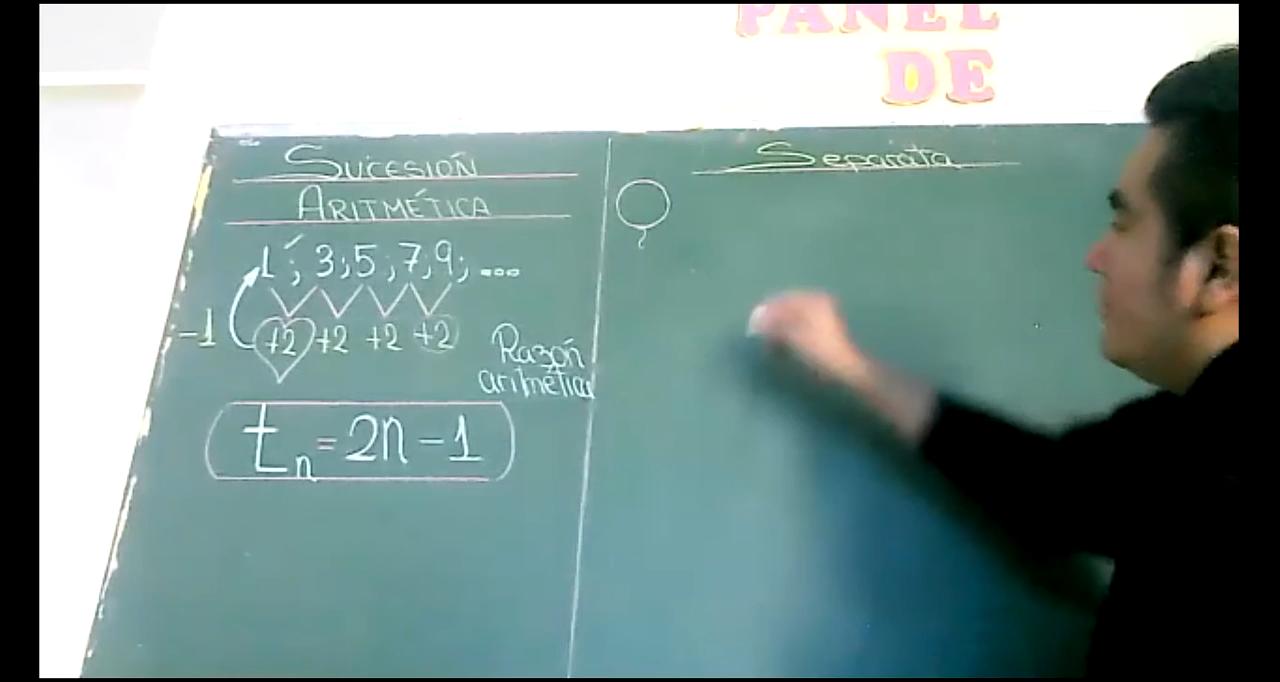 PANEL
DE
SUCESIÓN
ARITMÉTICA
1; 3; 5; 7; 9; ...
-1 +2 +2 +2 +2
Razón
aritmética
tn = 2n - 1
Separata